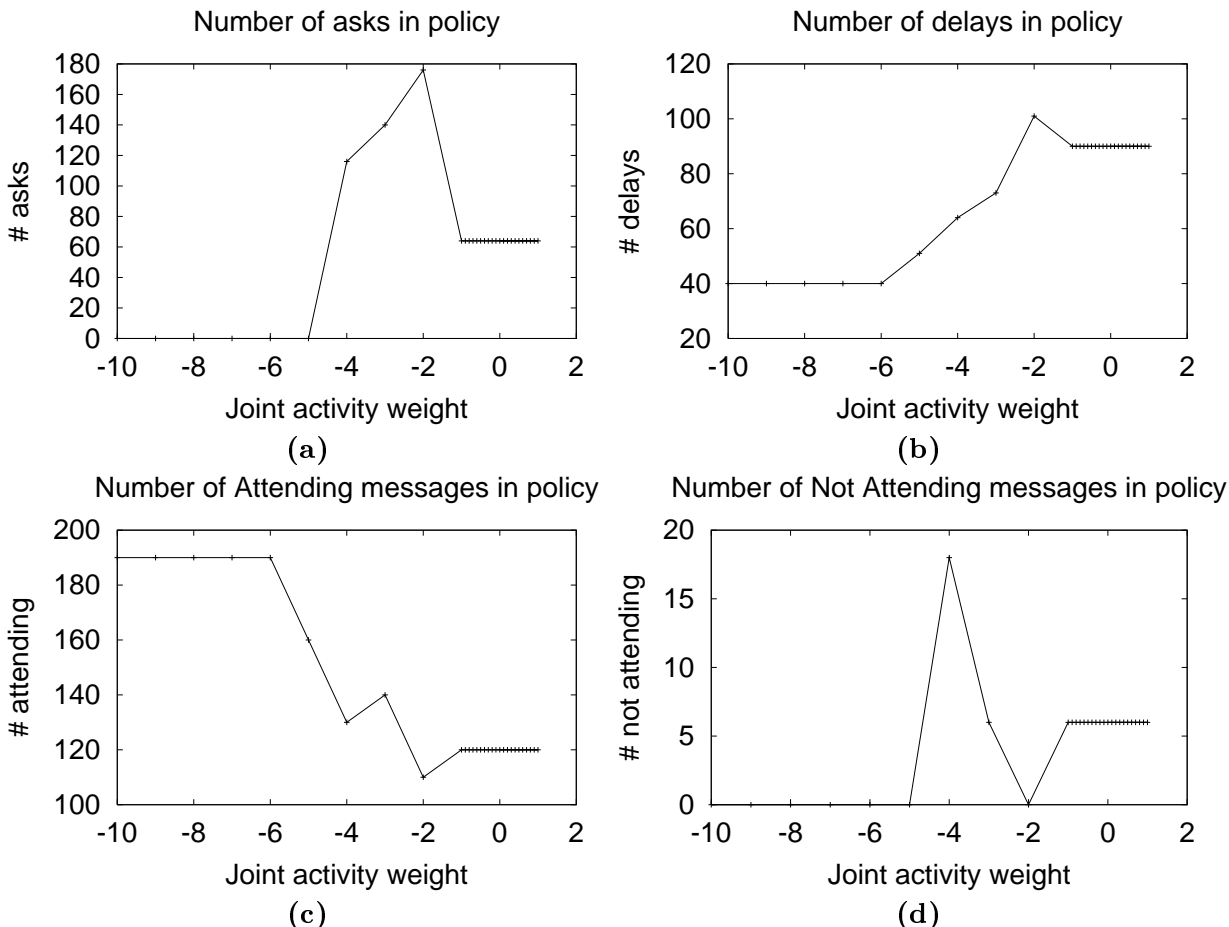 Number of asks in policy
180
160
140
120
100
80
60
40
20
0
# asks
-10 -8 -6 -4 -2 0 2
Joint activity weight
(a)
Number of delays in policy
120
100
80
60
40
20
# delays
-10 -8 -6 -4 -2 0 2
Joint activity weight
(b)
Number of Attending messages in policy
200
180
160
140
120
100
# attending
-10 -8 -6 -4 -2 0 2
Joint activity weight
(c)
Number of Not Attending messages in policy
20
15
10
5
0
# not attending
-10 -8 -6 -4 -2 0 2
Joint activity weight
(d)